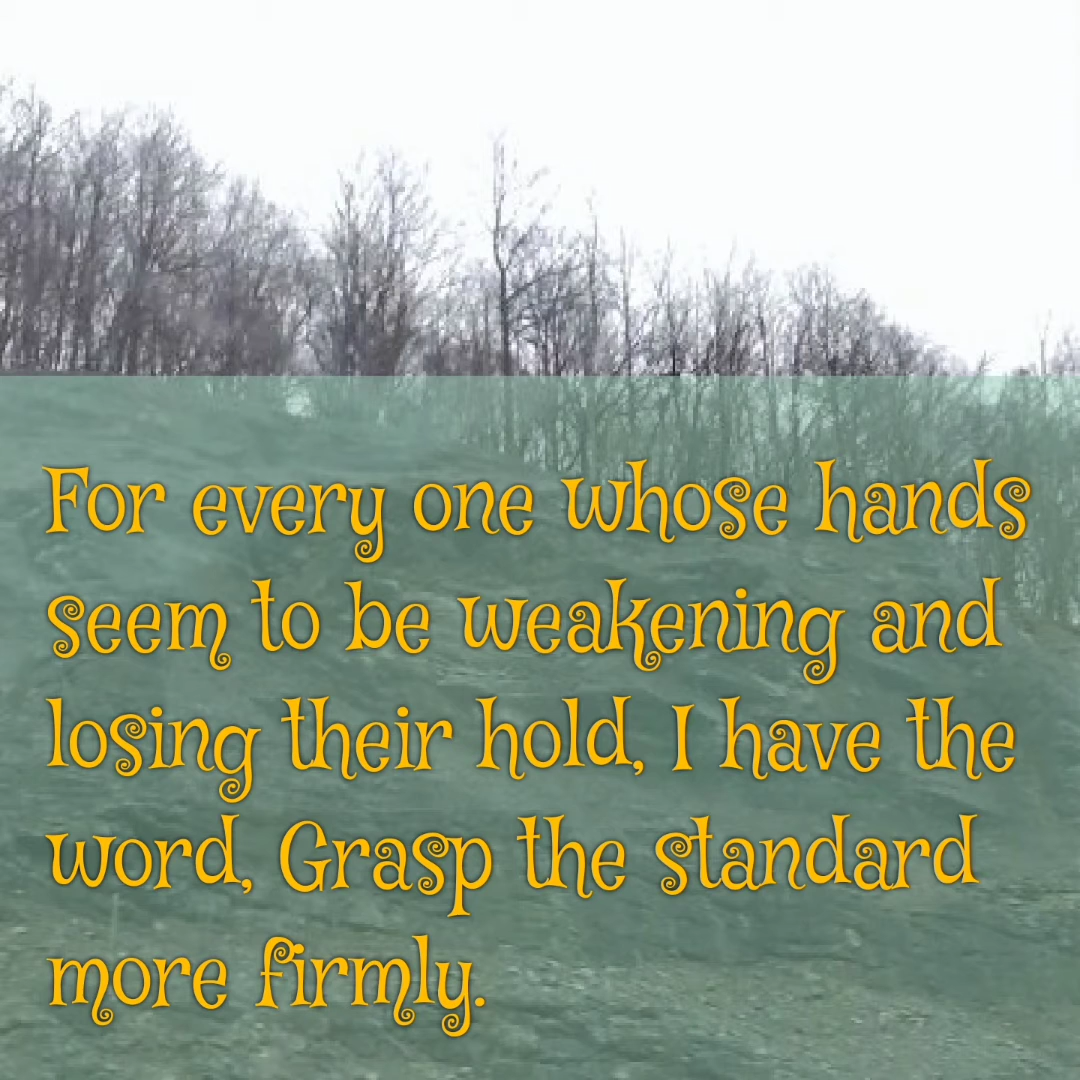 For every one whose hands
seem to be weakening and
losing their hold, I have the
word, Grasp the standard
more firmly.